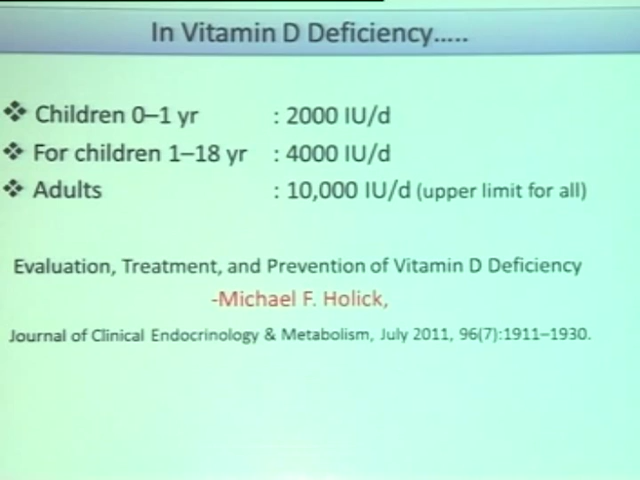 In Vitamin D Deficiency.....
❖ Children 0–1 yr : 2000 IU/d
❖ For children 1–18 yr : 4000 IU/d
❖ Adults : 10,000 IU/d (upper limit for all)
Evaluation, Treatment, and Prevention of Vitamin D Deficiency
-Michael F. Holick,
Journal of Clinical Endocrinology & Metabolism, July 2011, 96(7):1911–1930.